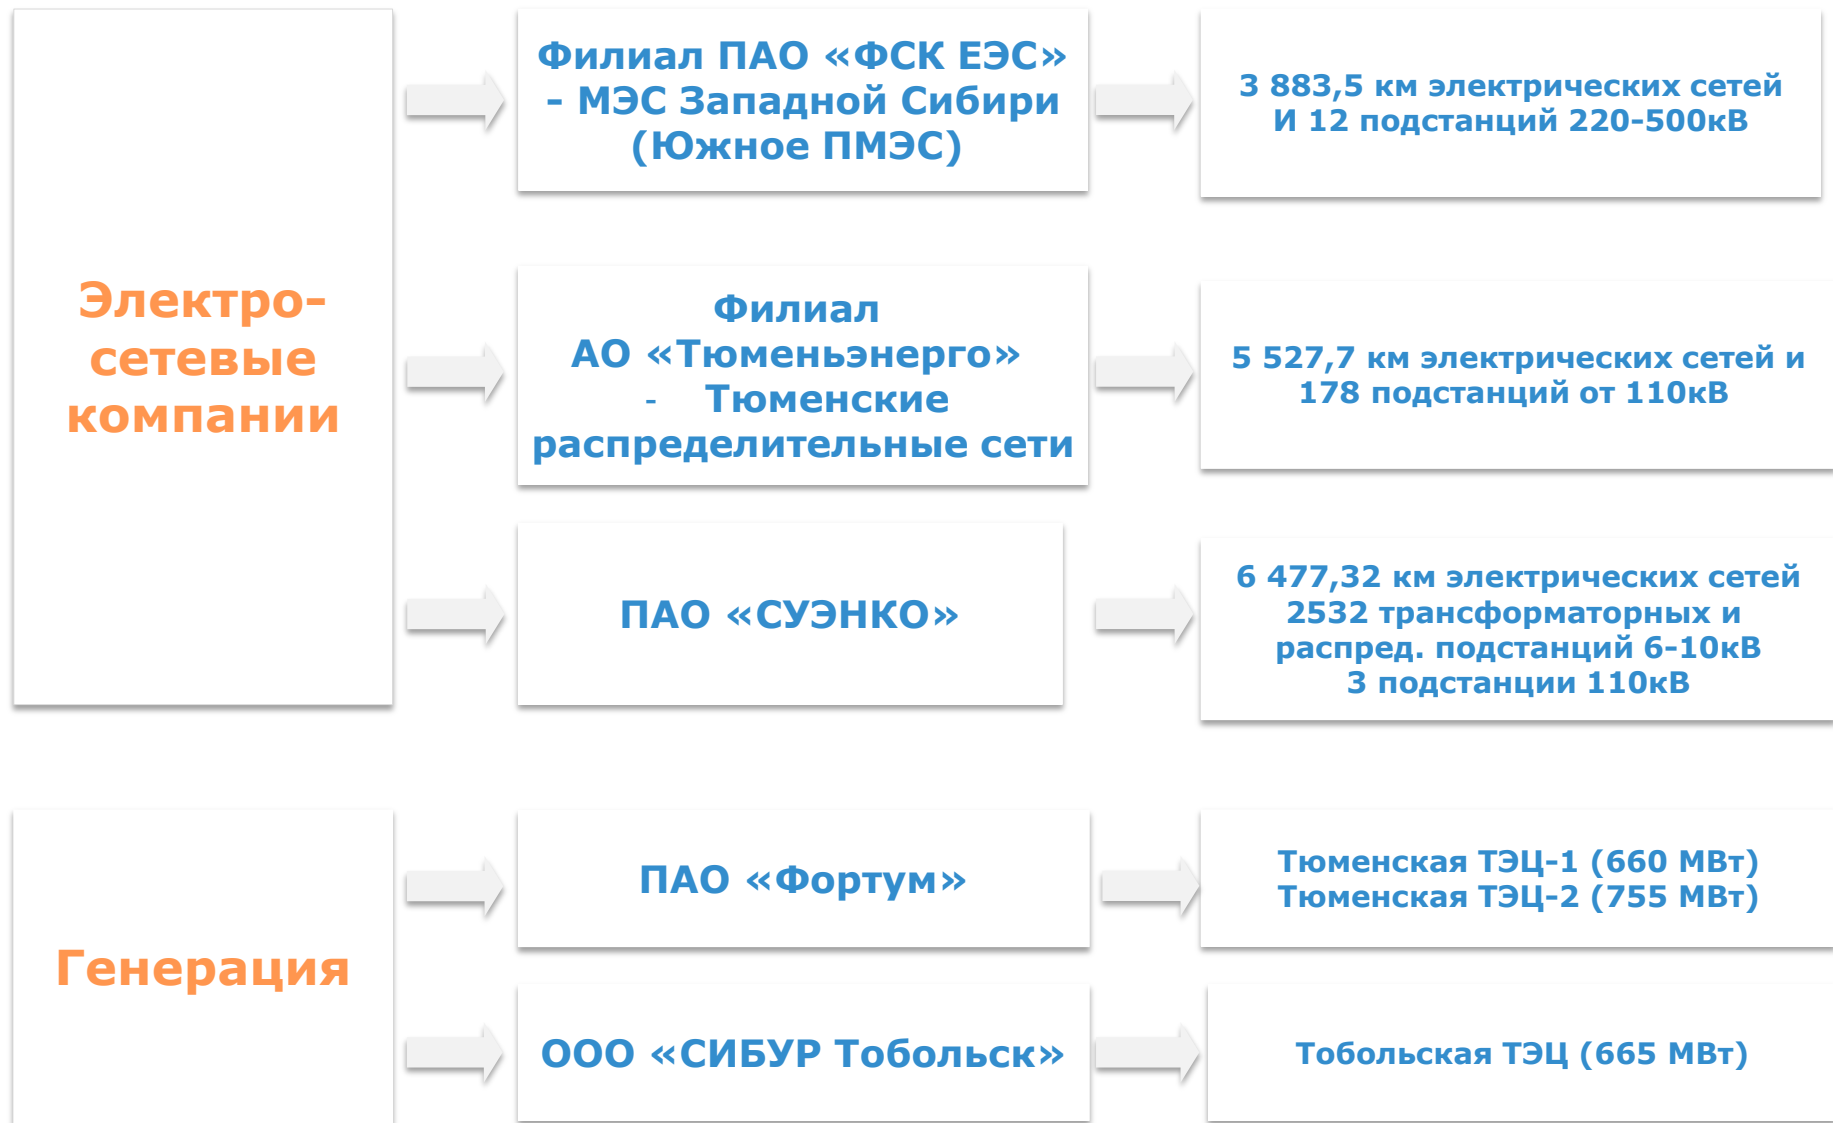 Электро-
сетевые
компании
Филиал ПАО «ФСК ЕЭС»
- МЭС Западной Сибири
(Южное ПМЭС)
3 883,5 км электрических сетей
И 12 подстанций 220-500кВ
Филиал
АО «Тюменьэнерго»
- Тюменские
распределительные сети
5 527,7 км электрических сетей и
178 подстанций от 110кВ
ПАО «СУЭНКО»
6 477,32 км электрических сетей
2532 трансформаторных и
распред. подстанций 6-10кВ
3 подстанции 110кВ
Генерация
ПАО «Фортум»
Тюменская ТЭЦ-1 (660 МВт)
Тюменская ТЭЦ-2 (755 МВт)
ООО «СИБУР Тобольск»
Тобольская ТЭЦ (665 МВт)